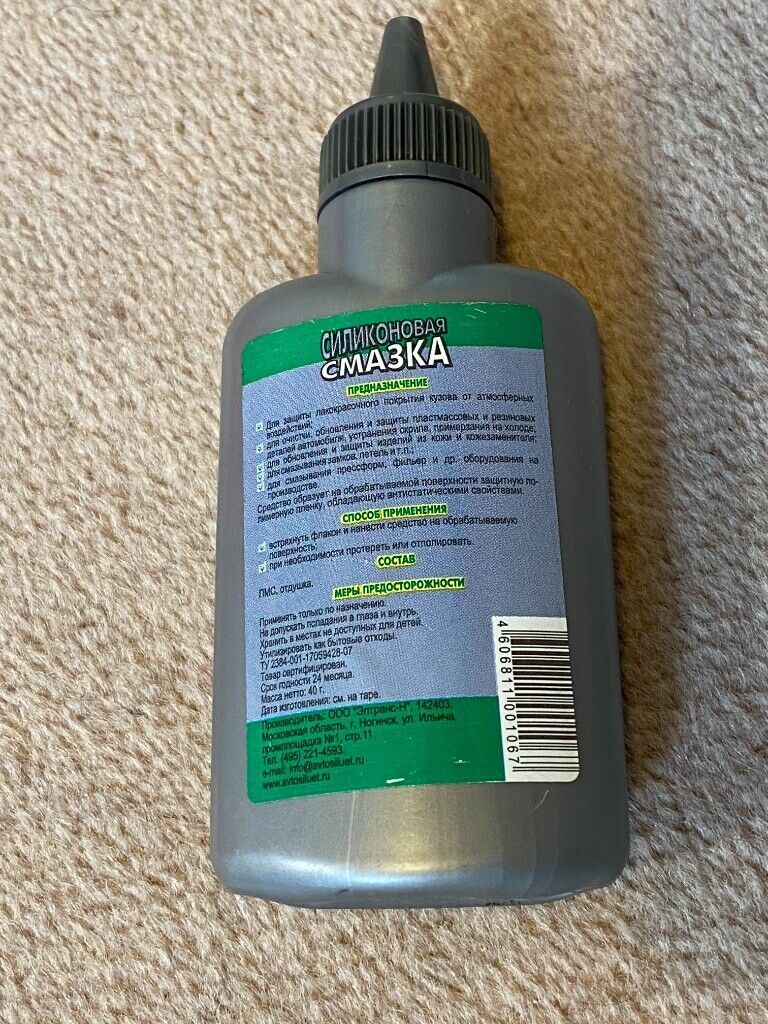 СИЛИКОНОВАЯ
СМАЗКА
ПРЕДНАЗНАЧЕНИЕ
Для защиты лакокрасочного покрытия кузова от атмосферных
воздействий;
для очистки, обновления и защиты пластмассовых и резиновых
деталей автомобиля, устранения скрипа, примерзания на холоде;
для обновления и защиты изделий из кожи и кожезаменителя;
для смазывания замков, петель и т.п.;
для смазывания прессформ, фильер и др. оборудования на
производстве.
Средство образует на обрабатываемой поверхности защитную по-
лимерную пленку, обладающую антистатическими свойствами.
СПОСОБ ПРИМЕНЕНИЯ
встряхнуть флакон и нанести средство на обрабатываемую
поверхность;
при необходимости протереть или отполировать.
СОСТАВ
ПМС, отдушка.
МЕРЫ ПРЕДОСТОРОЖНОСТИ
Применять только по назначению.
Не допускать попадания в глаза и внутрь.
Хранить в местах не доступных для детей.
Утилизировать как бытовые отходы.
ТУ 2384-001-17059428-07
Товар сертифицирован.
Срок годности 24 месяца.
Масса нетто: 40 г.
Дата изготовления: см. на таре.
Производитель: ООО "Элтранс-Н", 142403,
Московская область, г. Ногинск, ул. Ильича,
промплощадка №1, стр.11.
Тел. (495) 221-4593.
e-mail: info@avtosiluet.ru
www.avtosiluet.ru
4 606811 001067